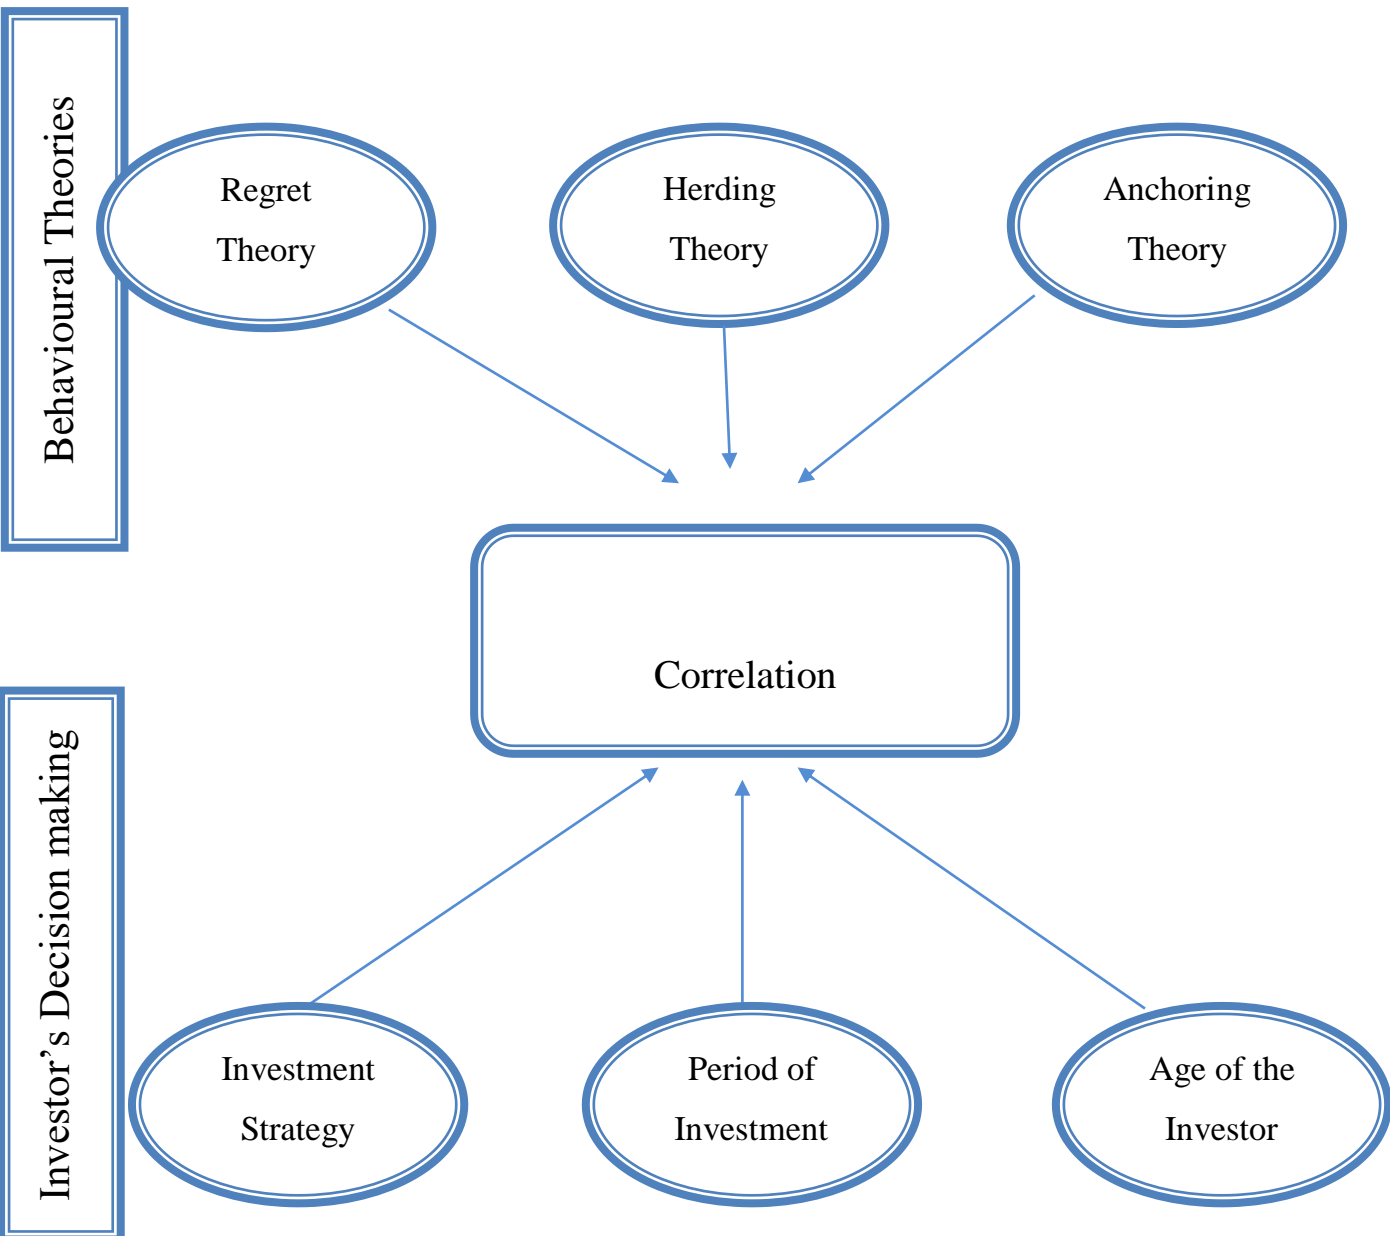 Behavioural Theories
Regret
Theory
Herding
Theory
Anchoring
Theory
Correlation
Investor’s Decision making
Investment
Strategy
Period of
Investment
Age of the
Investor